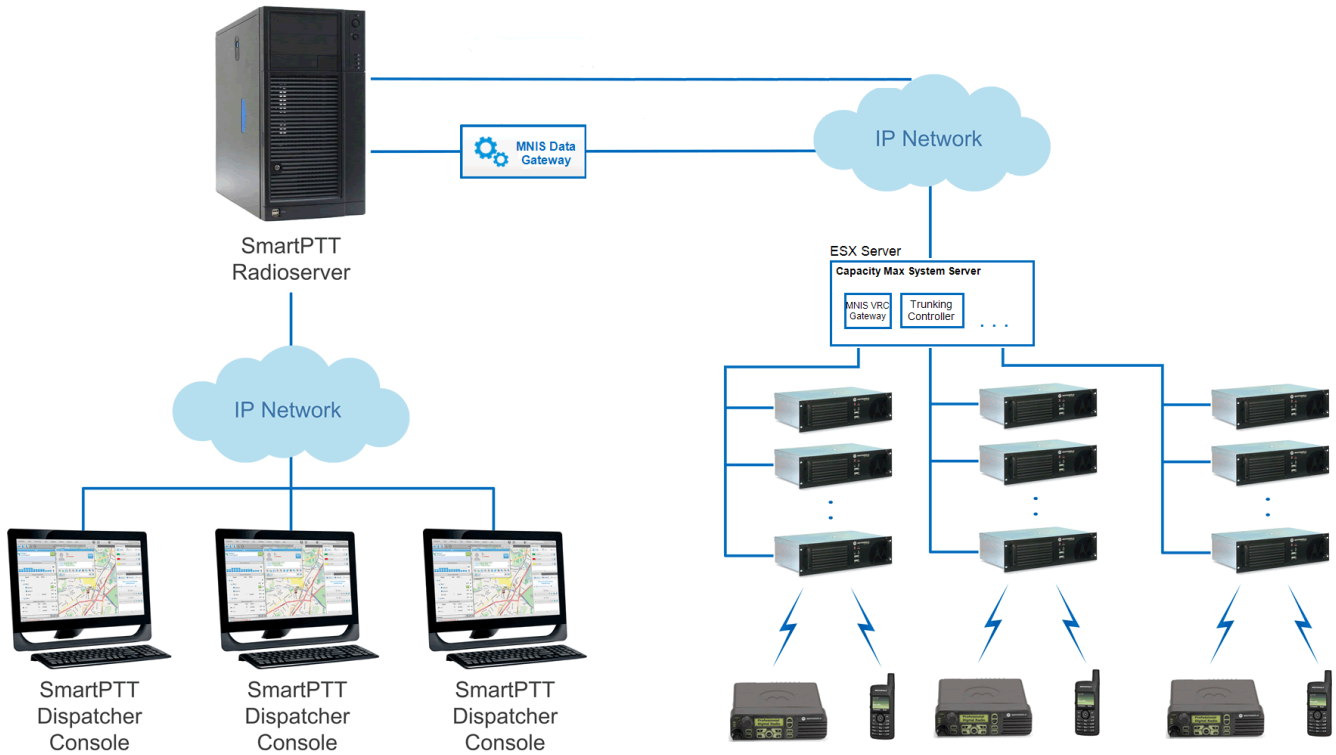 MNIS Data
Gateway
IP Network
SmartPTT
Radioserver
ESX Server
Capacity Max System Server
MNIS VRC
Gateway
Trunking
Controller
. . .
IP Network
SmartPTT
Dispatcher
Console
SmartPTT
Dispatcher
Console
SmartPTT
Dispatcher
Console